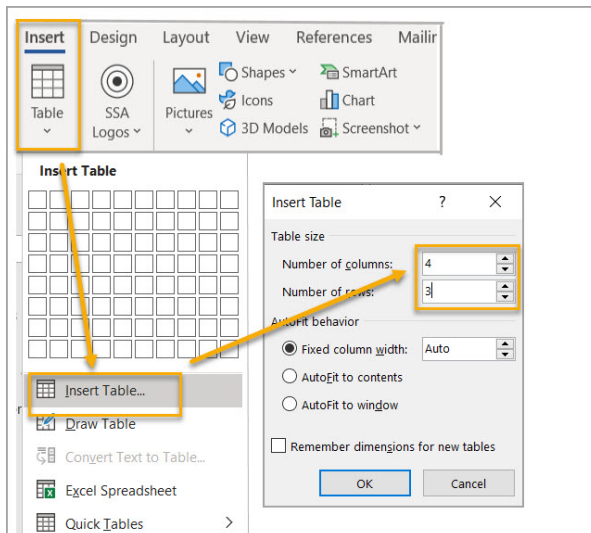 Insert Design Layout View References Mailir
Table
SSA
Logos
Pictures
Shapes
Icons
3D Models
SmartArt
Chart
Screenshot
Insert Table
Insert Table...
Draw Table
Convert Text to Table...
Excel Spreadsheet
Quick Tables
Insert Table ? X
Table size
Number of columns: 4
Number of rows: 3
AutoFit behavior
Fixed column width: Auto
AutoFit to contents
AutoFit to window
Remember dimensions for new tables
OK Cancel